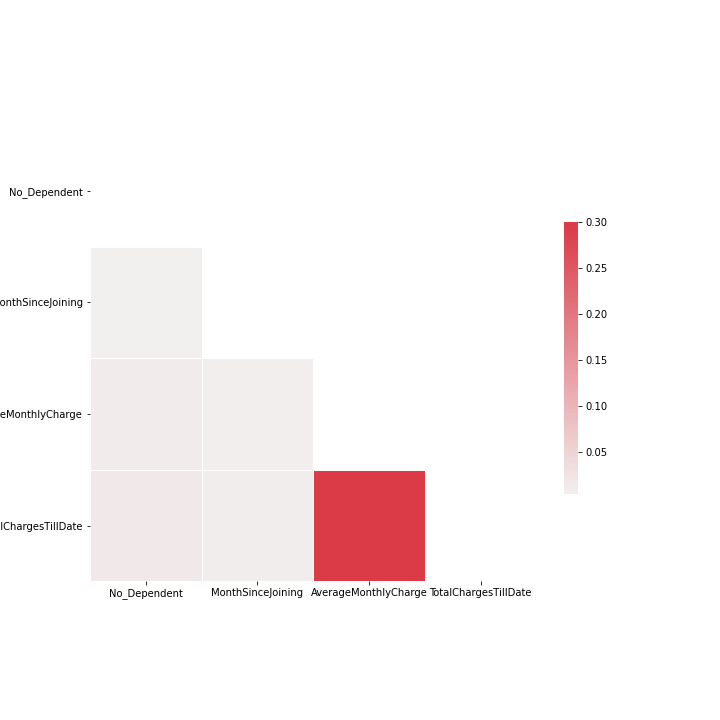 No_Dependent
onthSinceJoining
eMonthlyCharge
lChargesTillDate
No_Dependent
MonthSinceJoining
AverageMonthlyCharge
TotalChargesTillDate
0.30
0.25
0.20
0.15
0.10
0.05